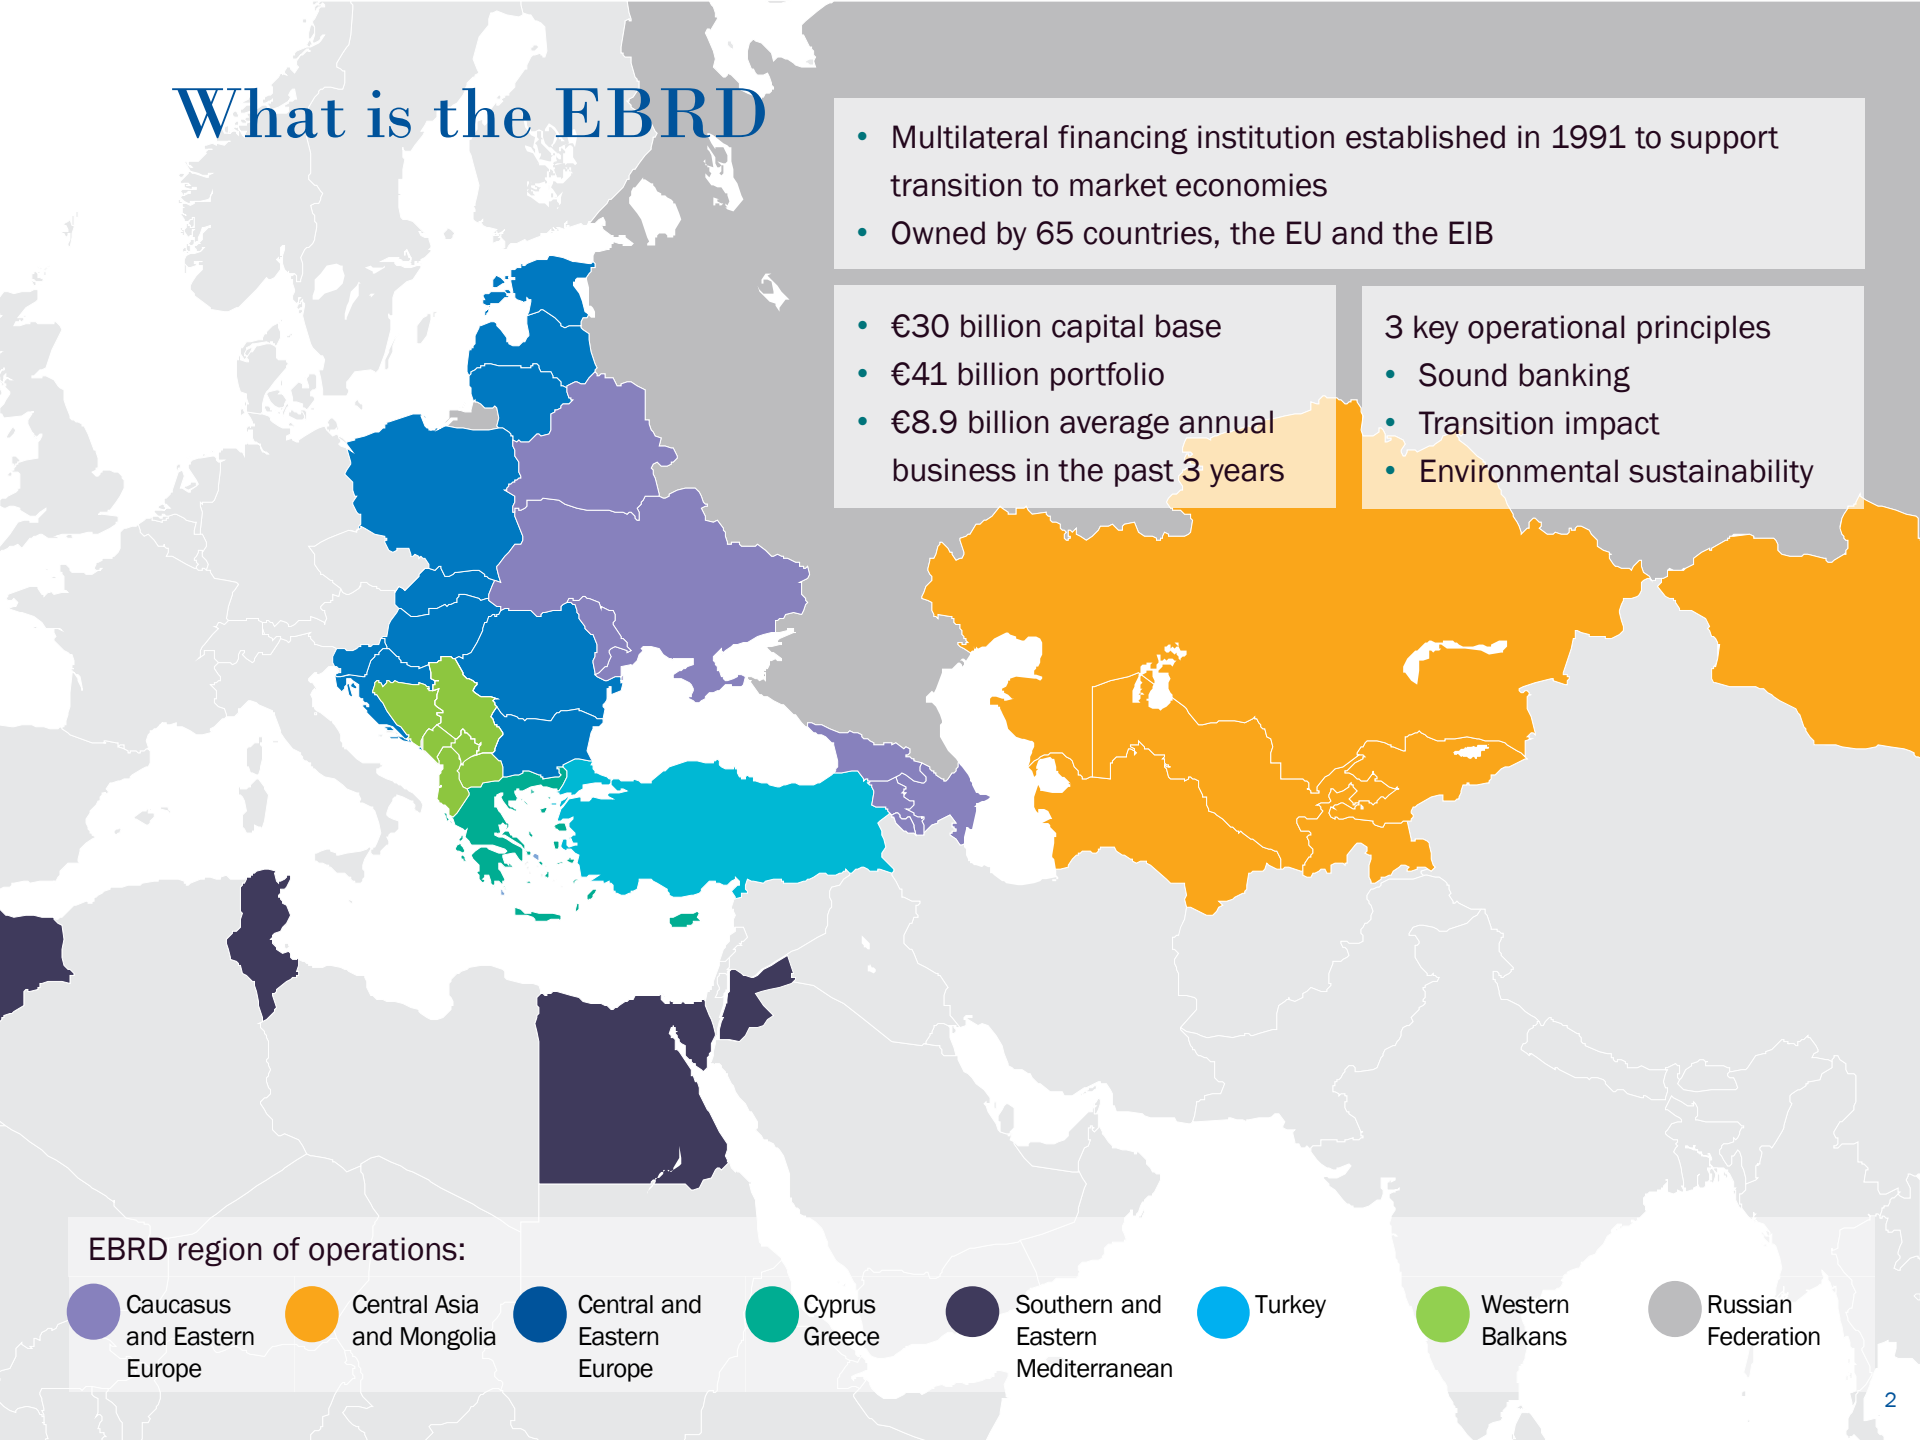 What is the EBRD
• Multilateral financing institution established in 1991 to support
transition to market economies
• Owned by 65 countries, the EU and the EIB
• €30 billion capital base
• €41 billion portfolio
• €8.9 billion average annual
business in the past 3 years
3 key operational principles
• Sound banking
• Transition impact
• Environmental sustainability
EBRD region of operations:
Caucasus
and Eastern
Europe
Central Asia
and Mongolia
Central and
Eastern
Europe
Cyprus
Greece
Southern and
Eastern
Mediterranean
Turkey
Western
Balkans
Russian
Federation
2